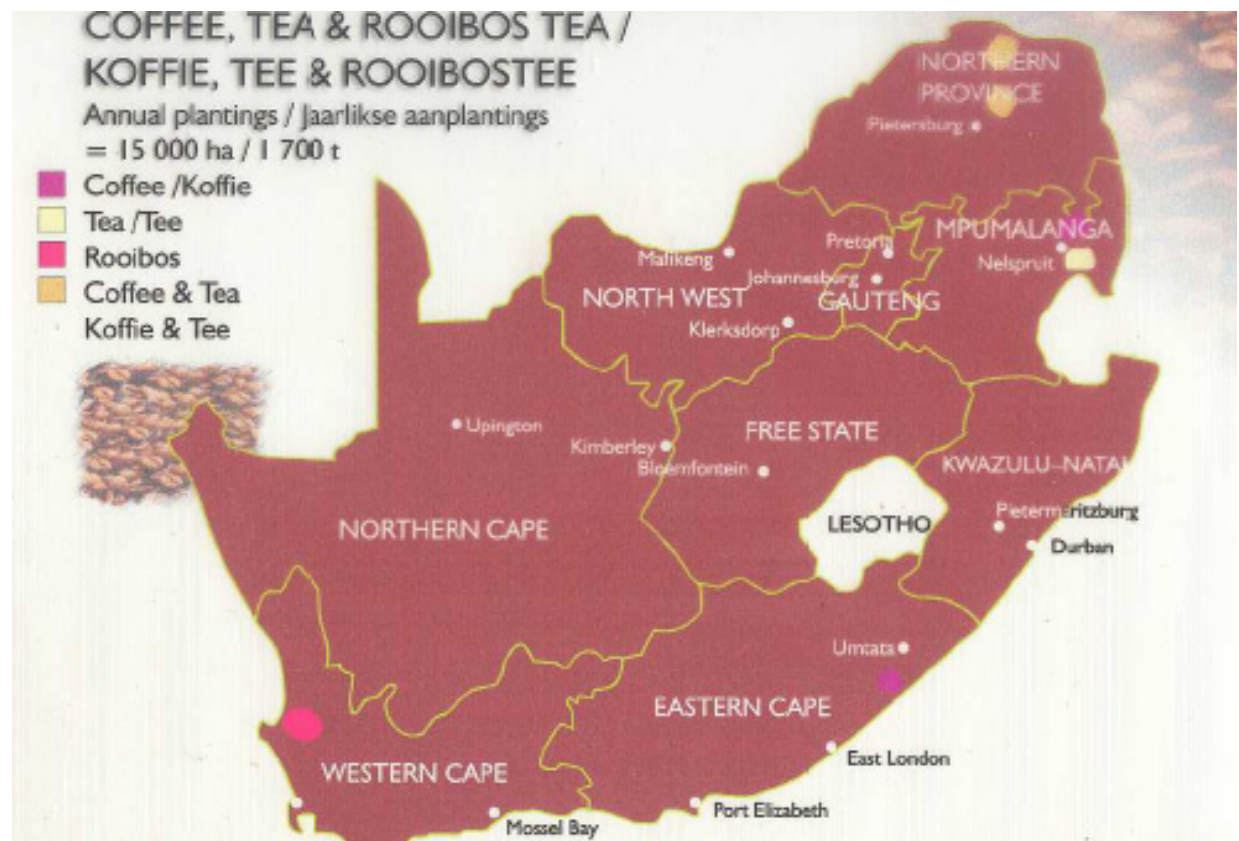 COFFEE, TEA & ROOIBOS TEA /
KOFFIE, TEE & ROOIBOSTEE
Annual plantings / Jaarlikse aanplantings
= 15 000 ha / 1 700 t
Coffee /Koffie
Tea /Tee
Rooibos
Coffee & Tea
Koffie & Tee
NORTHERN
PROVINCE
Pietersburg
MPUMALANGA
Nelspruit
Pretoria
Johannesburg
GAUTENG
Mafikeng
NORTH WEST
Klerksdorp
Upington
Kimberley
FREE STATE
Bloemfontein
KWAZULU–NATAL
Pietermaritzburg
LESOTHO
Durban
NORTHERN CAPE
Umtata
EASTERN CAPE
East London
WESTERN CAPE
Port Elizabeth
Mossel Bay